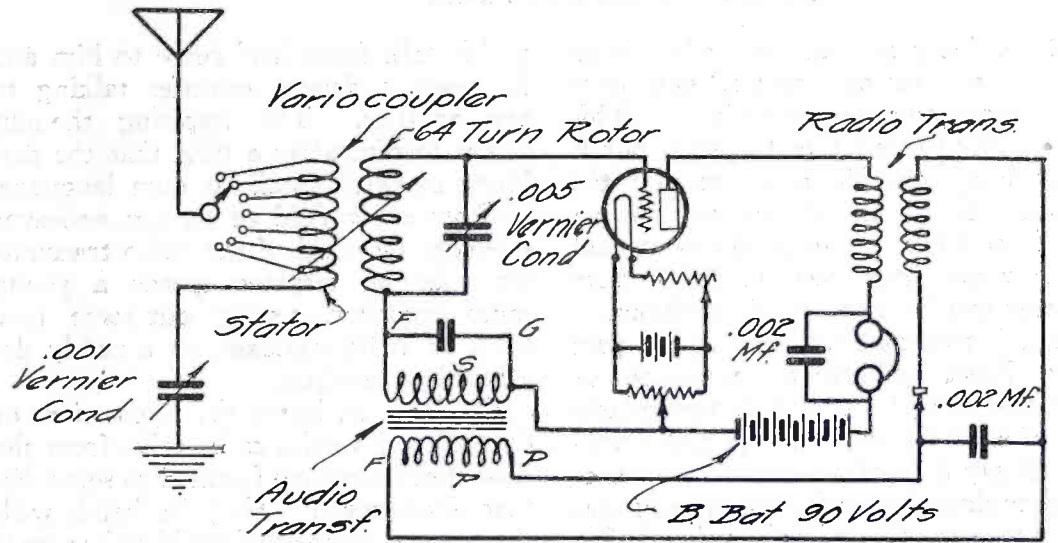 Variocoupler
64 Turn Rotor
Radio Trans.
.005
Vernier
Cond
Stator
.001
Vernier
Cond
F
G
S
.002
Mf.
.002 Mf.
F
P
P
Audio
Transf.
B. Bat 90 Volts